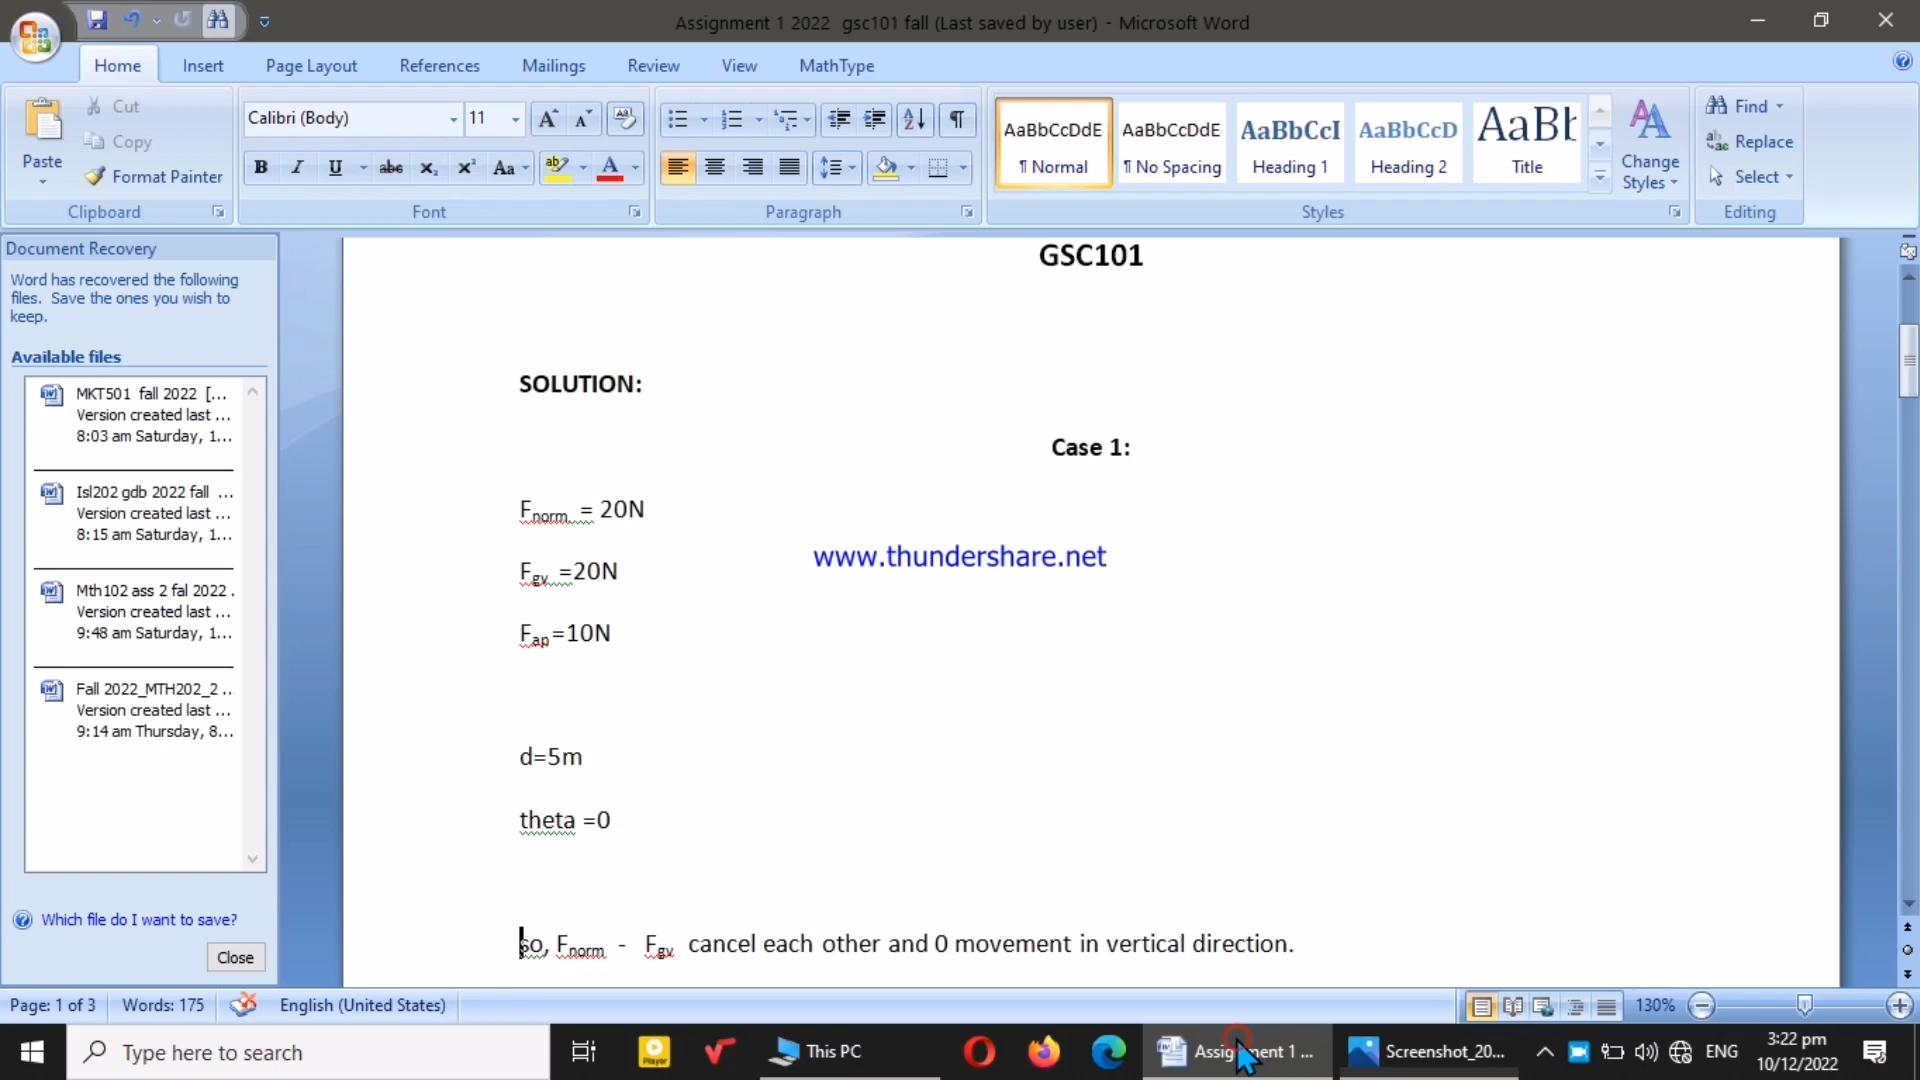 Assignment 1 2022 gsc101 fall (Last saved by user) - Microsoft Word
Home Insert Page Layout References Mailings Review View MathType
Paste
Cut
Copy
Format Painter
Clipboard
Calibri (Body) 11
Font
Paragraph
AaBbCcDdE AaBbCcDdE AaBbCcI AaBbCcD AaBl
¶ Normal ¶ No Spacing Heading 1 Heading 2 Title
Change
Styles
Styles
Find
Replace
Select
Editing
Document Recovery
Word has recovered the following
files. Save the ones you wish to
keep.
Available files
MKT501 fall 2022 [...
Version created last ...
8:03 am Saturday, 1...
Isl202 gdb 2022 fall ...
Version created last ...
8:15 am Saturday, 1...
Mth102 ass 2 fal 2022 .
Version created last ...
9:48 am Saturday, 1...
Fall 2022_MTH202_2 ...
Version created last ...
9:14 am Thursday, 8...
Which file do I want to save?
Close
GSC101
SOLUTION:
Case 1:
Fnorm. = 20N
www.thundershare.net
Fgv =20N
Fap=10N
d=5m
theta =0
so, Fnorm - Fgv cancel each other and 0 movement in vertical direction.
Page: 1 of 3 Words: 175 English (United States) 130%
Type here to search
Player
This PC
Assignment 1 ...
Screenshot_20...
ENG
3:22 pm
10/12/2022